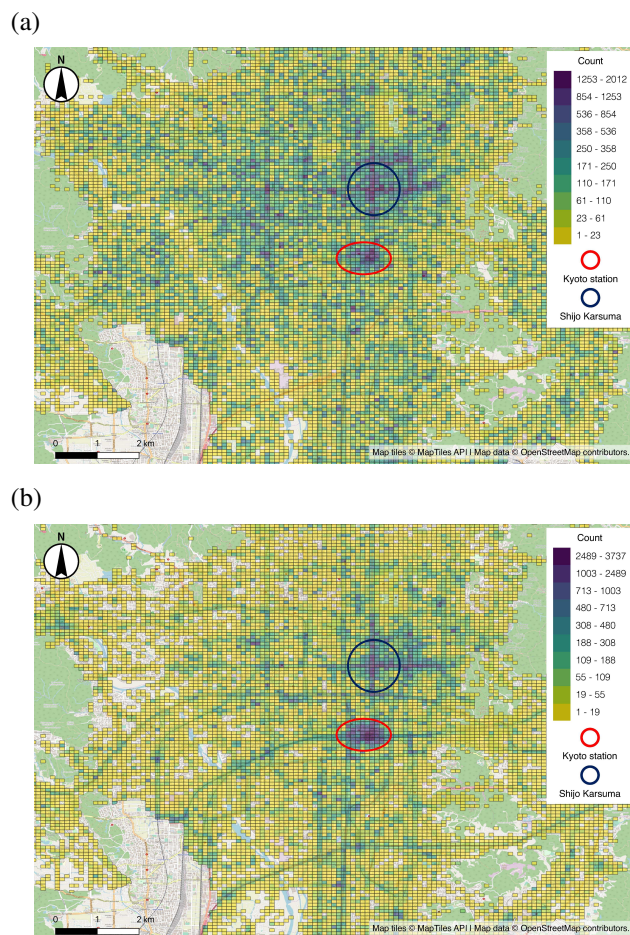 (a)
N
Count
1253 - 2012
854 - 1253
536 - 854
358 - 536
250 - 358
171 - 250
110 - 171
61 - 110
23 - 61
1 - 23
Kyoto station
Shijo Karsuma
0 1 2 km
Map tiles © MapTiles API I Map data © OpenStreetMap contributors.
(b)
N
Count
2489 - 3737
1003 - 2489
713 - 1003
480 - 713
308 - 480
188 - 308
109 - 188
55 - 109
19 - 55
1 - 19
Kyoto station
Shijo Karsuma
0 1 2 km
Map tiles © MapTiles API I Map data © OpenStreetMap contributors.